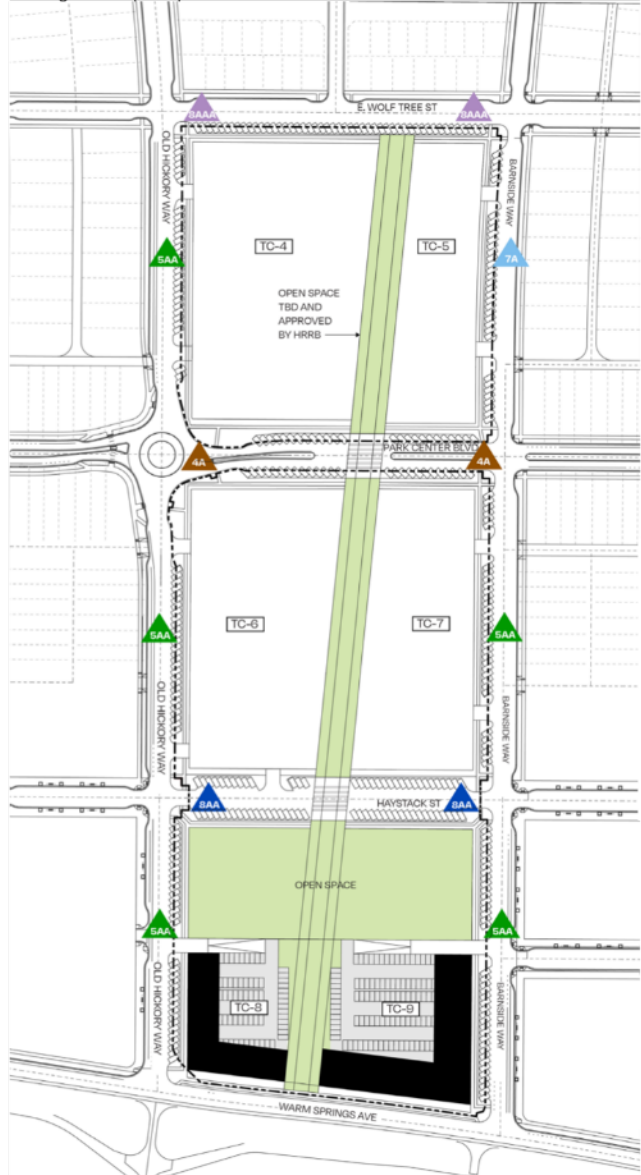 E. WOLF TREE ST
8AAA
8AAA
OLD HICKORY WAY
BARNSIDE WAY
TC-4
TC-5
5AA
7A
OPEN SPACE
TBD AND
APPROVED
BY HRRB
PARK CENTER BLVD
4A
4A
TC-6
TC-7
5AA
5AA
OLD HICKORY WAY
BARNSIDE WAY
8AA
8AA
HAYSTACK ST
OPEN SPACE
5AA
5AA
OLD HICKORY WAY
BARNSIDE WAY
TC-8
TC-9
WARM SPRINGS AVE